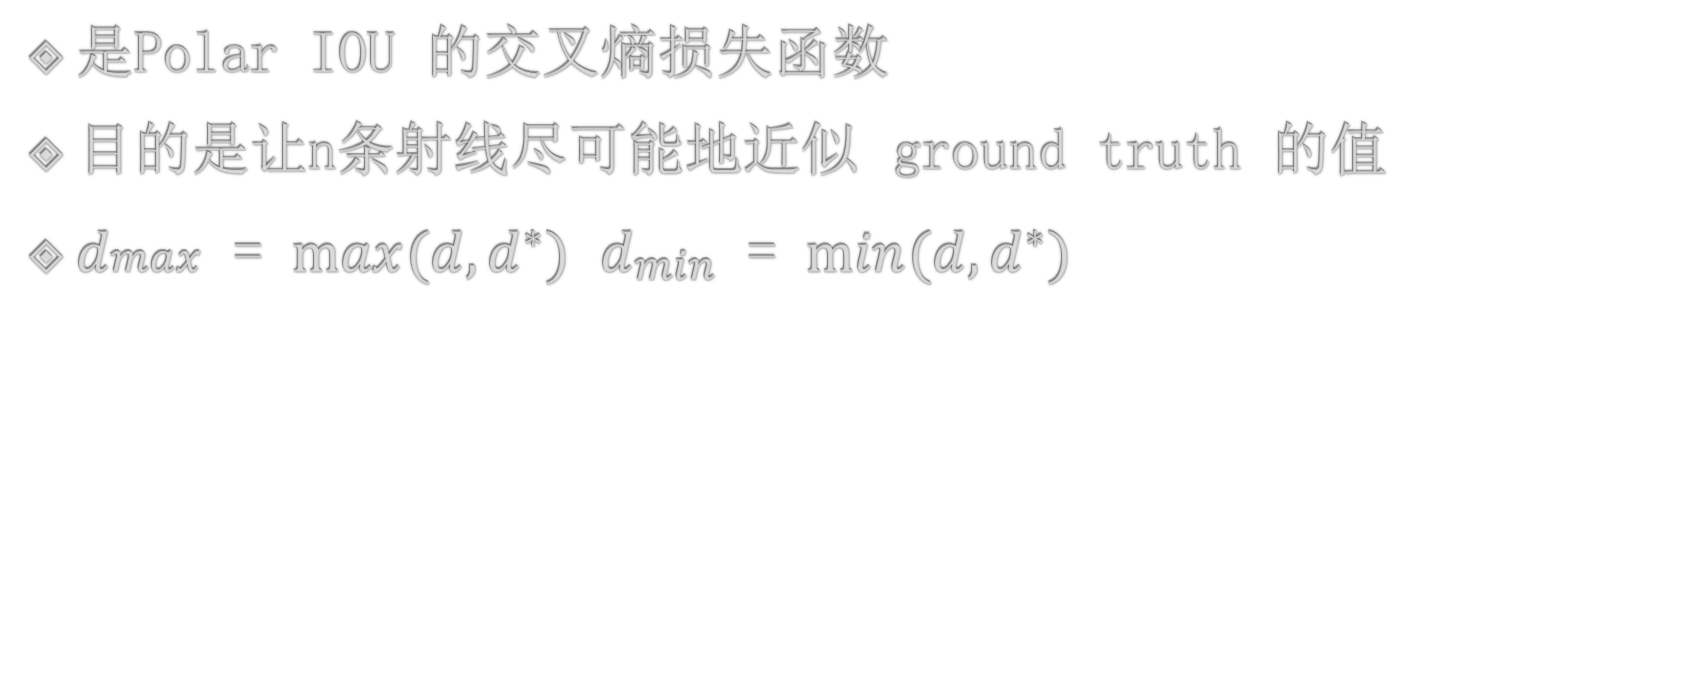 ◈ 是Polar IOU 的交叉熵损失函数
◈ 目的是让n条射线尽可能地近似 ground truth 的值
◈ dmax = max(d,d*) d_min = min(d,d*)